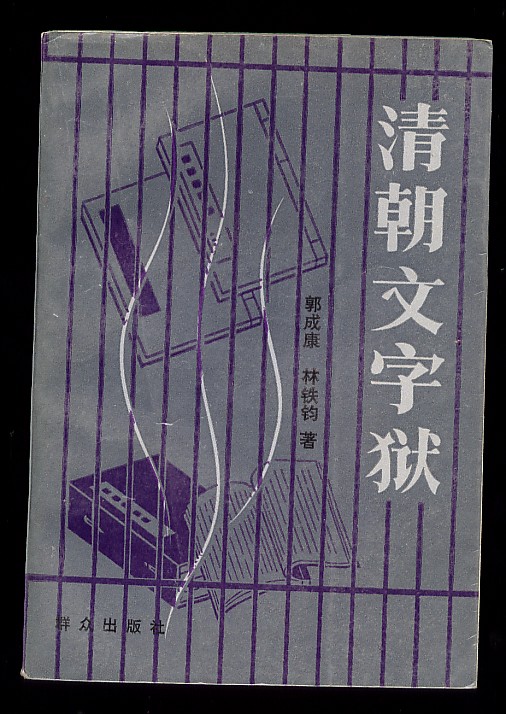 清朝文字狱
郭成康 林铁钧 著
群众出版社